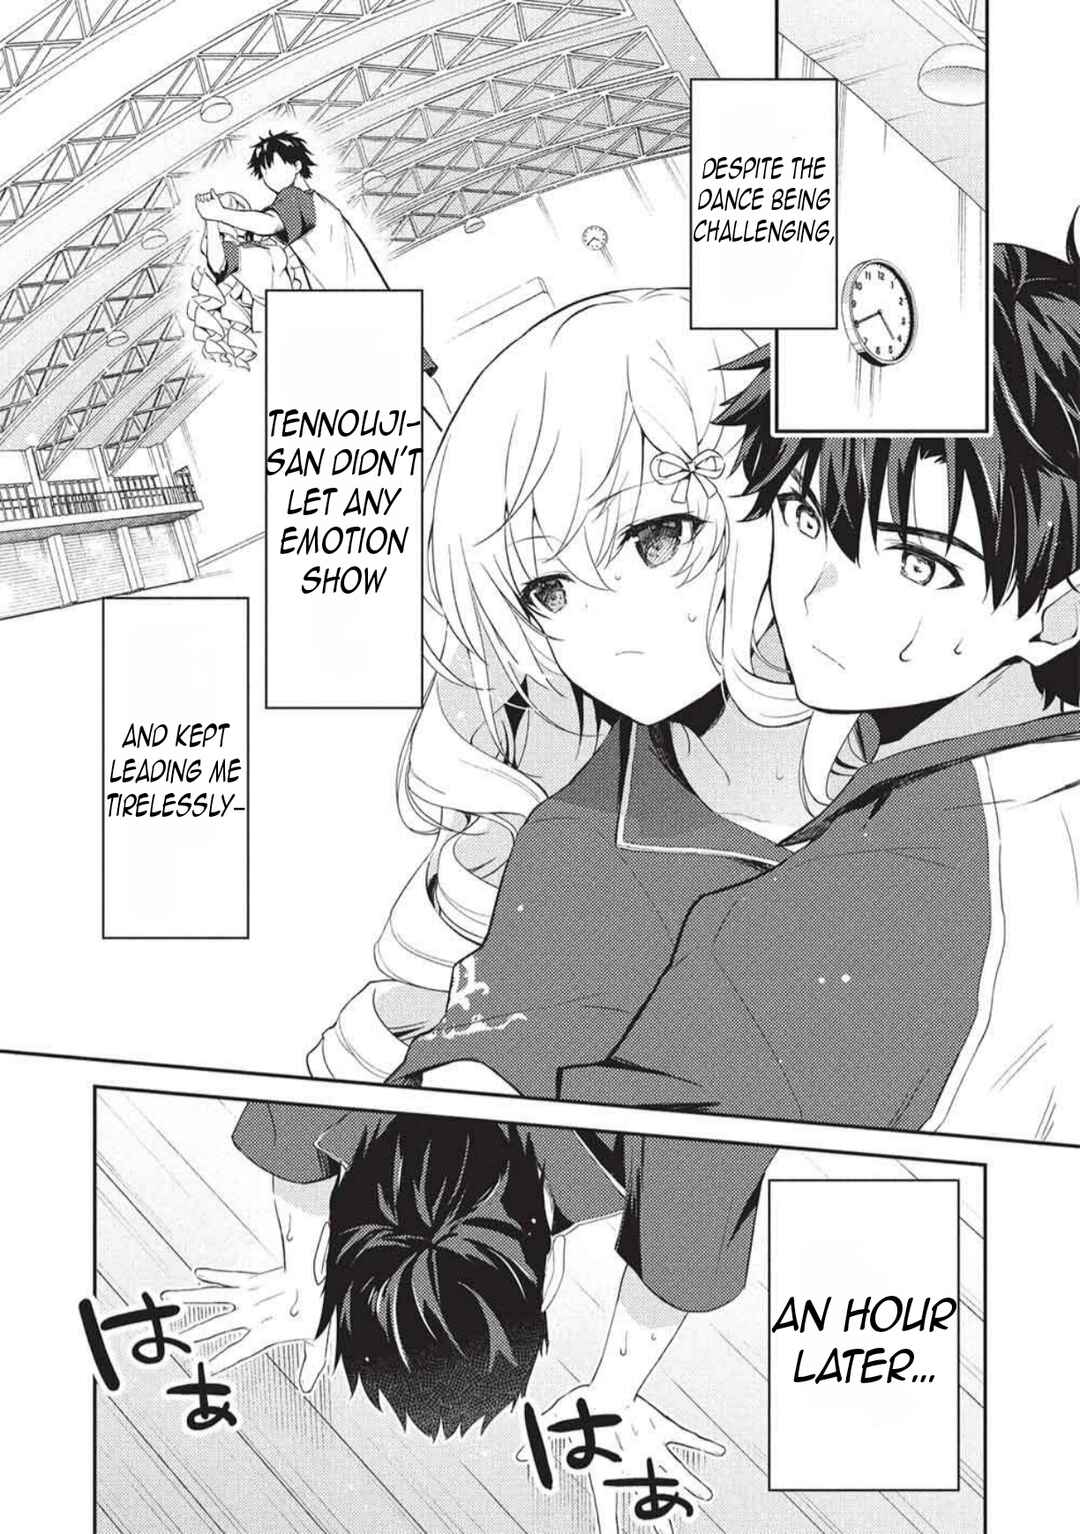 DESPITE THE
DANCE BEING
CHALLENGING,
TENNOUJI-
SAN DIDN'T
LET ANY
EMOTION
SHOW
AND KEPT
LEADING ME
TIRELESSLY-
AN HOUR
LATER...
はぁ
はぁ